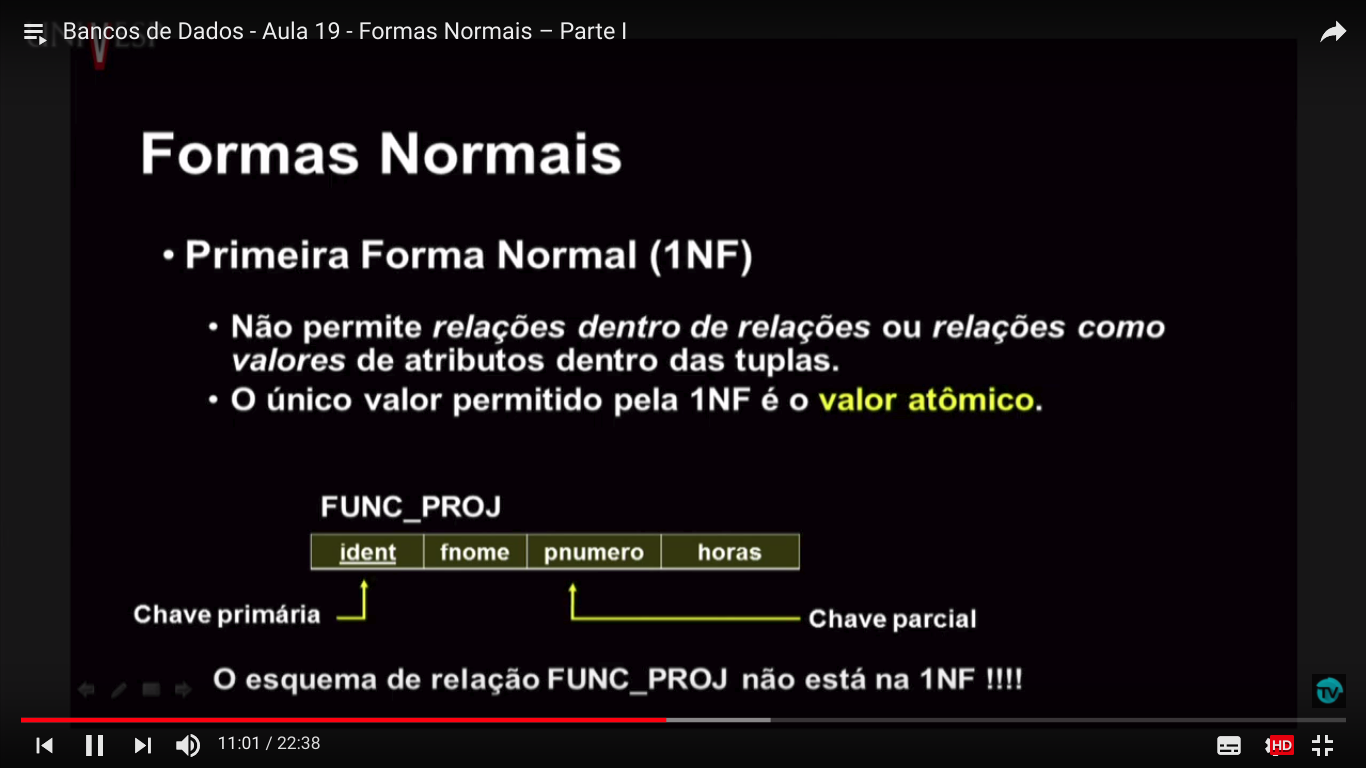 Bancos de Dados - Aula 19 - Formas Normais – Parte I
Formas Normais
• Primeira Forma Normal (1NF)
• Não permite relações dentro de relações ou relações como
valores de atributos dentro das tuplas.
• O único valor permitido pela 1NF é o valor atômico.
FUNC_PROJ
ident fnome pnumero horas
Chave primária
Chave parcial
O esquema de relação FUNC_PROJ não está na 1NF !!!!
TV
11:01 / 22:38
HD